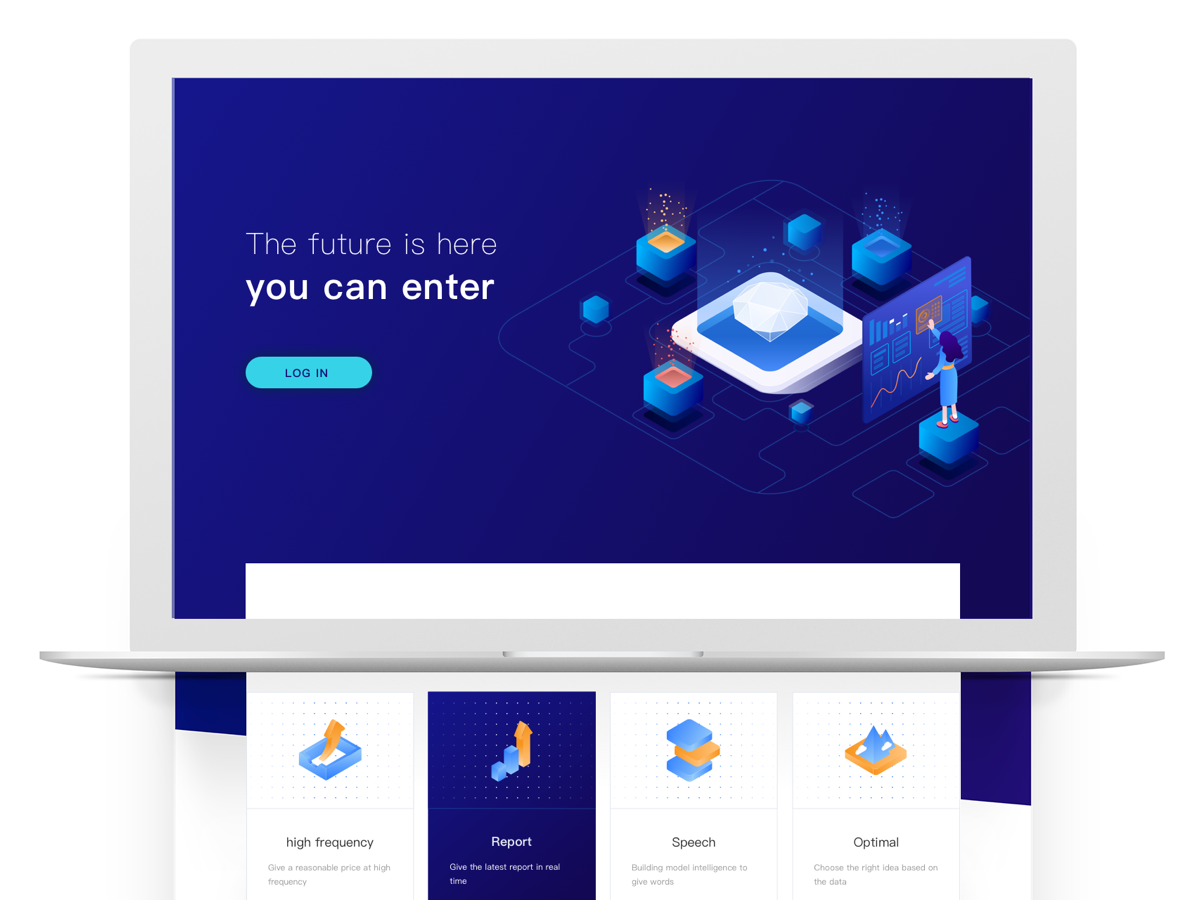 The future is here
you can enter
LOG IN
high frequency
Give a reasonable price at high
frequency
Report
Give the latest report in real
time
Speech
Building model intelligence to
give words
Optimal
Choose the right idea based on
the data